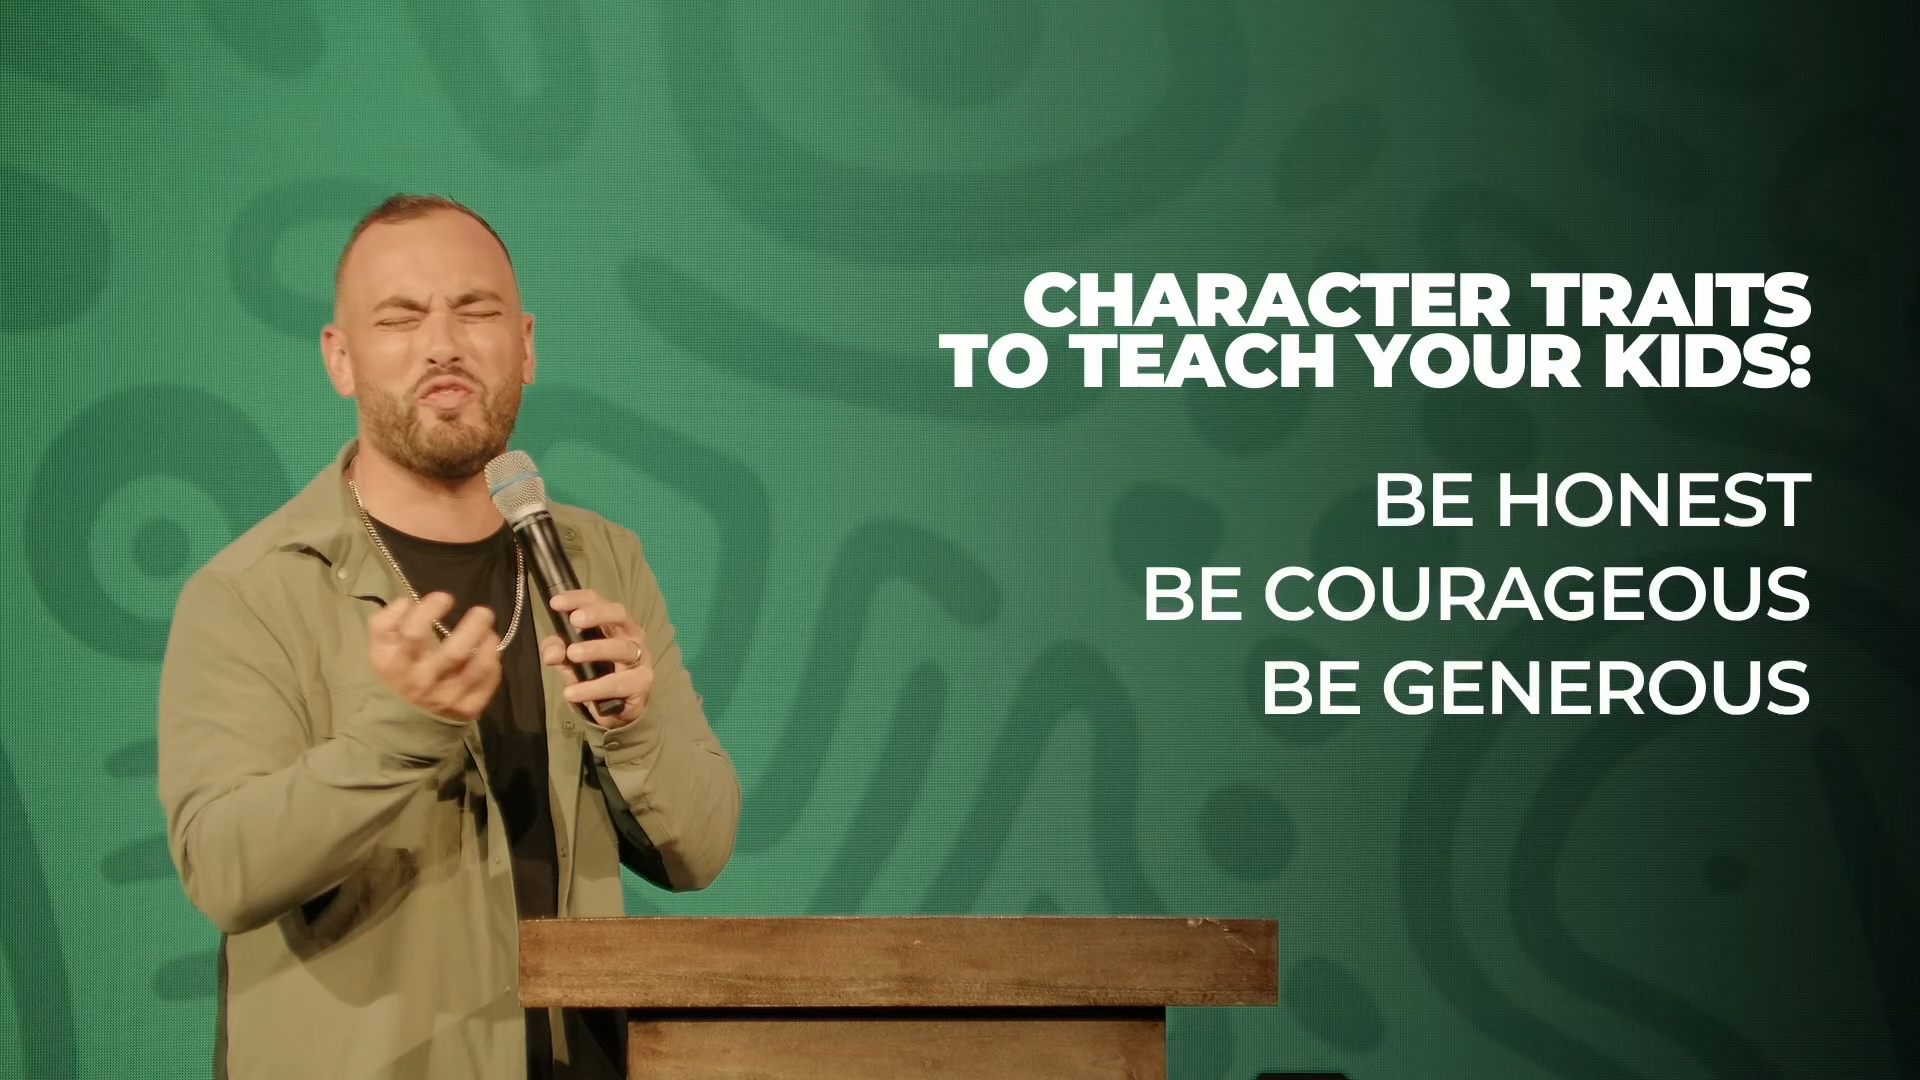 CHARACTER TRAITS
TO TEACH YOUR KIDS:
BE HONEST
BE COURAGEOUS
BE GENEROUS